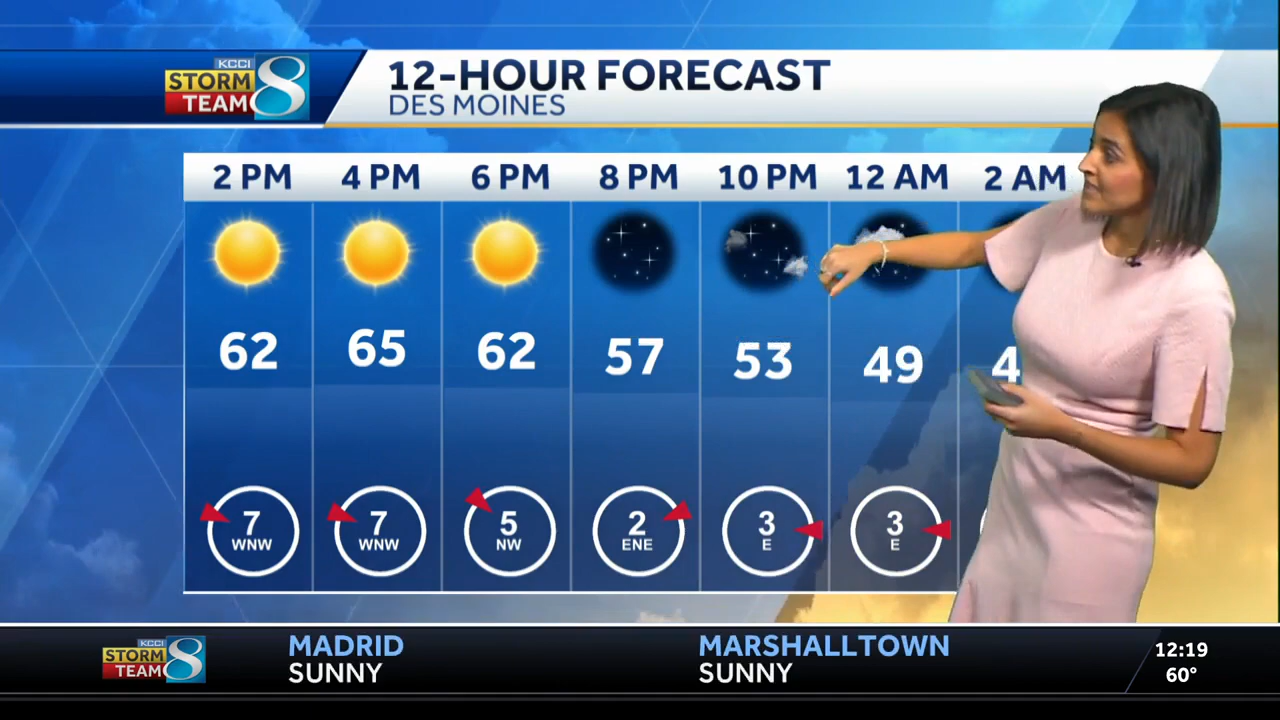 KCCI
STORM
TEAM 8
12-HOUR FORECAST
DES MOINES
2 PM 4 PM 6 PM 8 PM 10 PM 12 AM 2 AM
62 65 62 57 53 49 4
7 7 5 2 3 3
WNW WNW NW ENE E E
KCCI
STORM
TEAM 8
MADRID
SUNNY
MARSHALLTOWN
SUNNY
12:19
60°